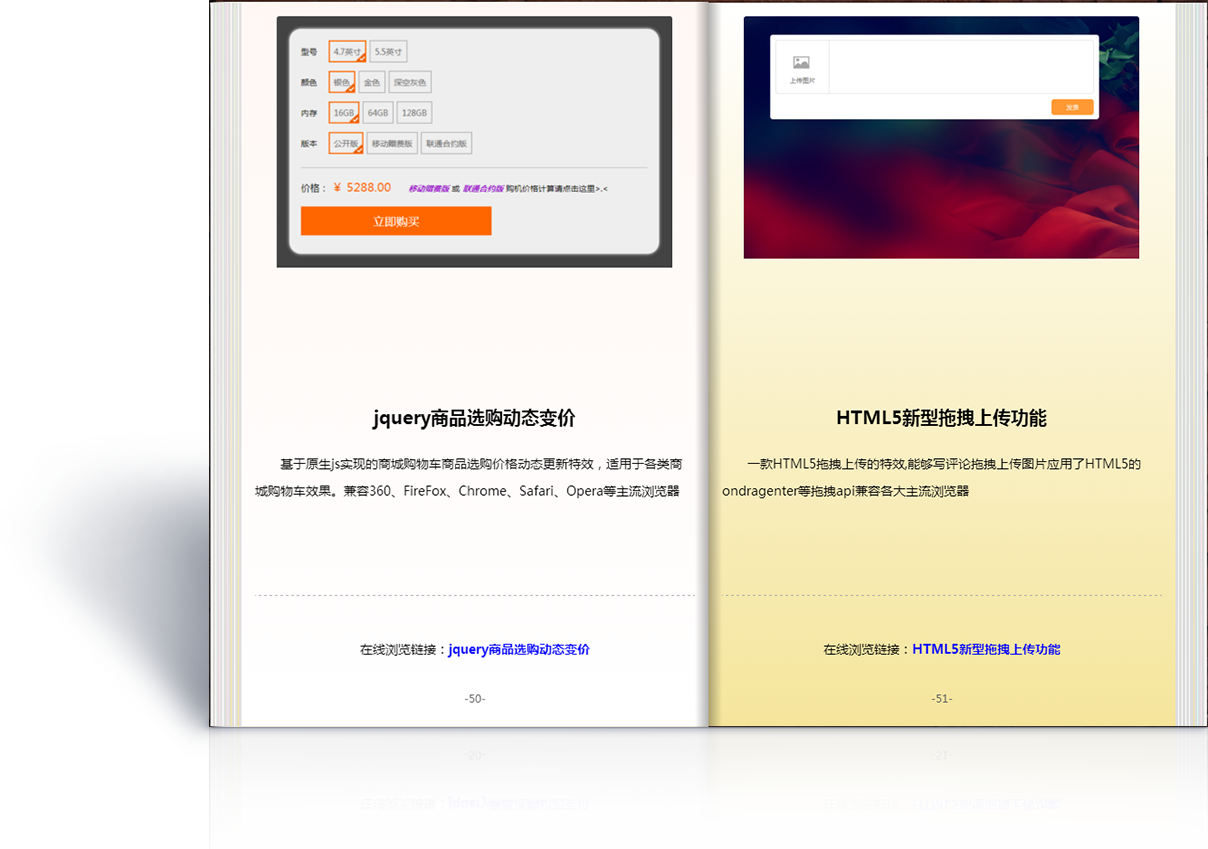 型号 4.7英寸 5.5英寸
颜色 银色 金色 深空灰色
内存 16GB 64GB 128GB
版本 公开版 移动赠费版 联通合约版
价格： ￥ 5288.00 移动赠费版 或 联通合约版 购机价格计算请点击这里>.<
立即购买
jquery商品选购动态变价
基于原生js实现的商城购物车商品选购价格动态更新特效，适用于各类商
城购物车效果。兼容360、FireFox、Chrome、Safari、Opera等主流浏览器
在线浏览链接：jquery商品选购动态变价
-50-
上传图片
发表
HTML5新型拖拽上传功能
一款HTML5拖拽上传的特效,能够写评论拖拽上传图片应用了HTML5的
ondragenter等拖拽api兼容各大主流浏览器
在线浏览链接：HTML5新型拖拽上传功能
-51-